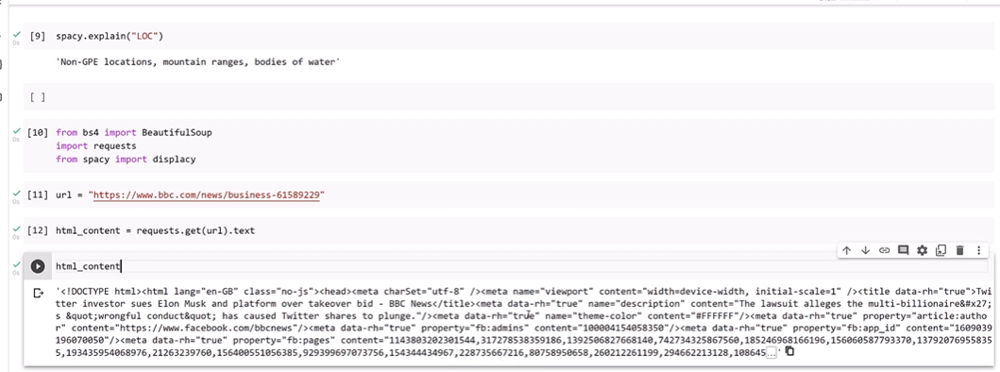 [9] spacy.explain("LOC")
'Non-GPE locations, mountain ranges, bodies of water'
[ ]
[10] from bs4 import BeautifulSoup
import requests
from spacy import displacy
[11] url = "https://www.bbc.com/news/business-61589229"
[12] html_content = requests.get(url).text
html_content
'<!DOCTYPE html><html lang="en-GB" class="no-js"><head><meta charSet="utf-8" /><meta name="viewport" content="width=device-width, initial-scale=1" /><title data-rh="true">Twi
tter investor sues Elon Musk and platform over takeover bid - BBC News</title><meta data-rh="true" name="description" content="The lawsuit alleges the multi-billionaire&#x27;
s &quot;wrongful conduct&quot; has caused Twitter shares to plunge."/><meta data-rh="true" name="theme-color" content="#FFFFFF"/><meta data-rh="true" property="article:autho
r" content="https://www.facebook.com/bbcnews"/><meta data-rh="true" property="fb:admins" content="100004154058350"/><meta data-rh="true" property="fb:app_id" content="1609039
196070050"/><meta data-rh="true" property="fb:pages" content="1143803202301544,317278538359186,1392506827668140,742734325867560,185246968166196,156060587793370,13792076955835
5,193435954068976,21263239760,156400551056385,929399697073756,154344434967,228735667216,80758950658,260212261199,294662213128,108645...'